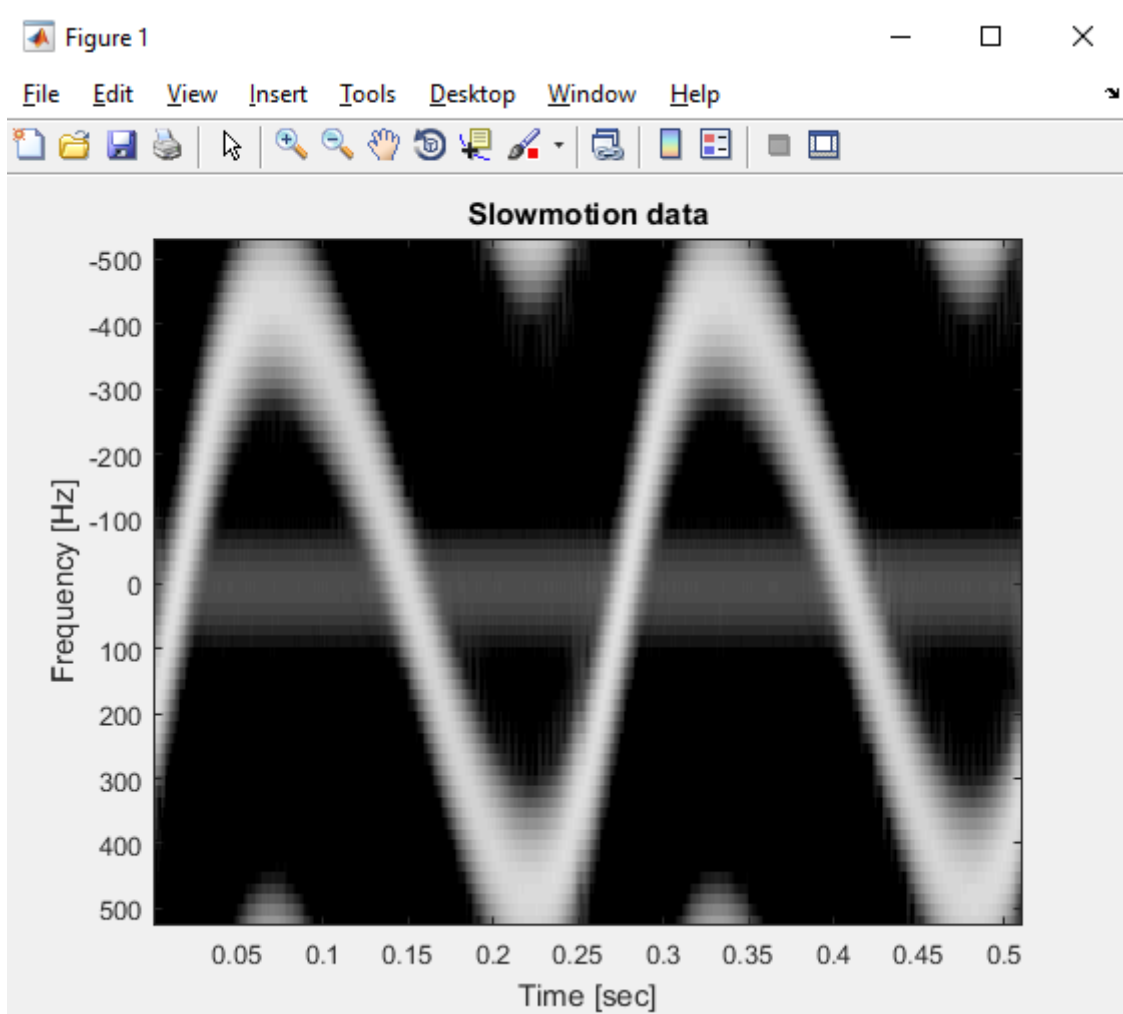 Figure 1
File Edit View Insert Tools Desktop Window Help
Slowmotion data
-500
-400
-300
-200
-100
0
100
200
300
400
500
Frequency [Hz]
0.05 0.1 0.15 0.2 0.25 0.3 0.35 0.4 0.45 0.5
Time [sec]